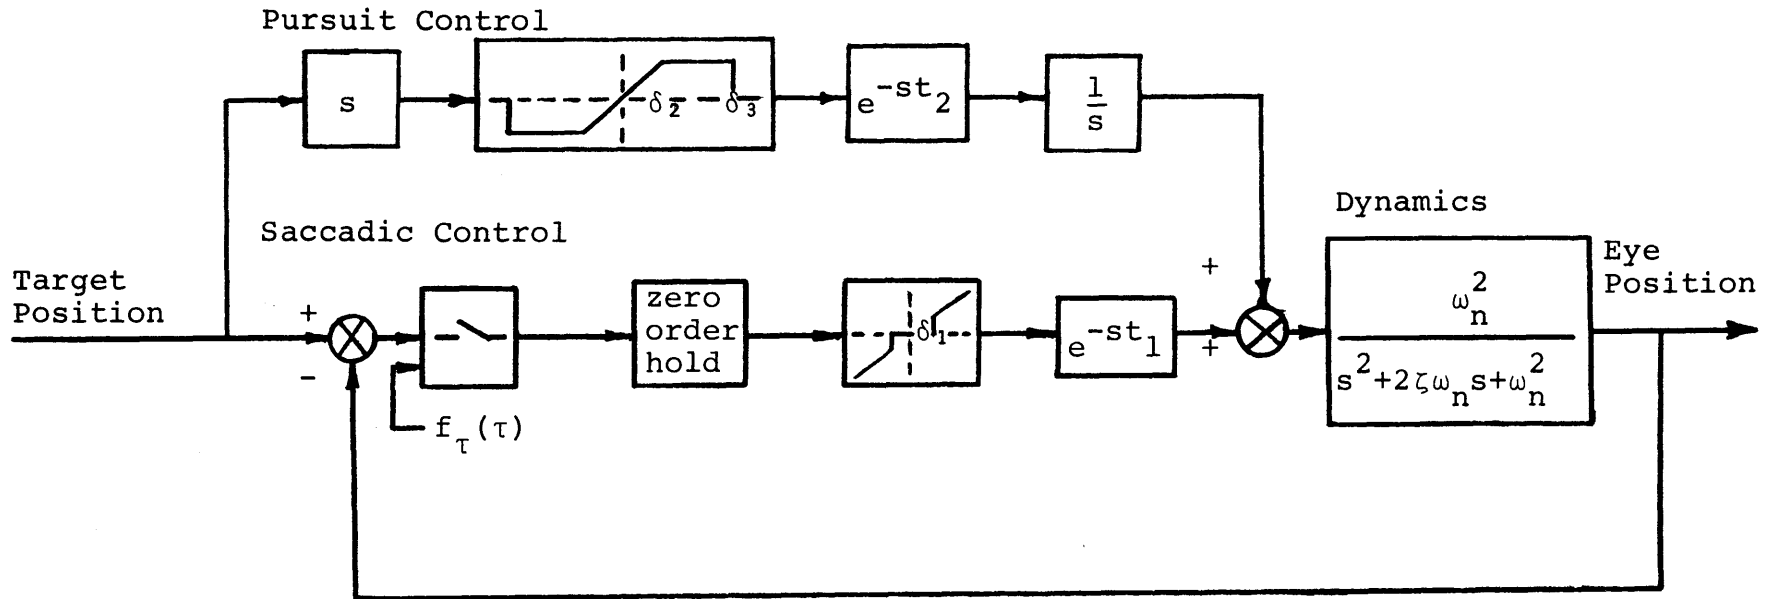 Pursuit Control
s
δ2
δ3
e^-st2
1
s
Saccadic Control
Dynamics
Target
Position
+
-
fτ(τ)
zero
order
hold
δ1
e^-st1
+
+
ωn^2
s^2+2ζωns+ωn^2
Eye
Position